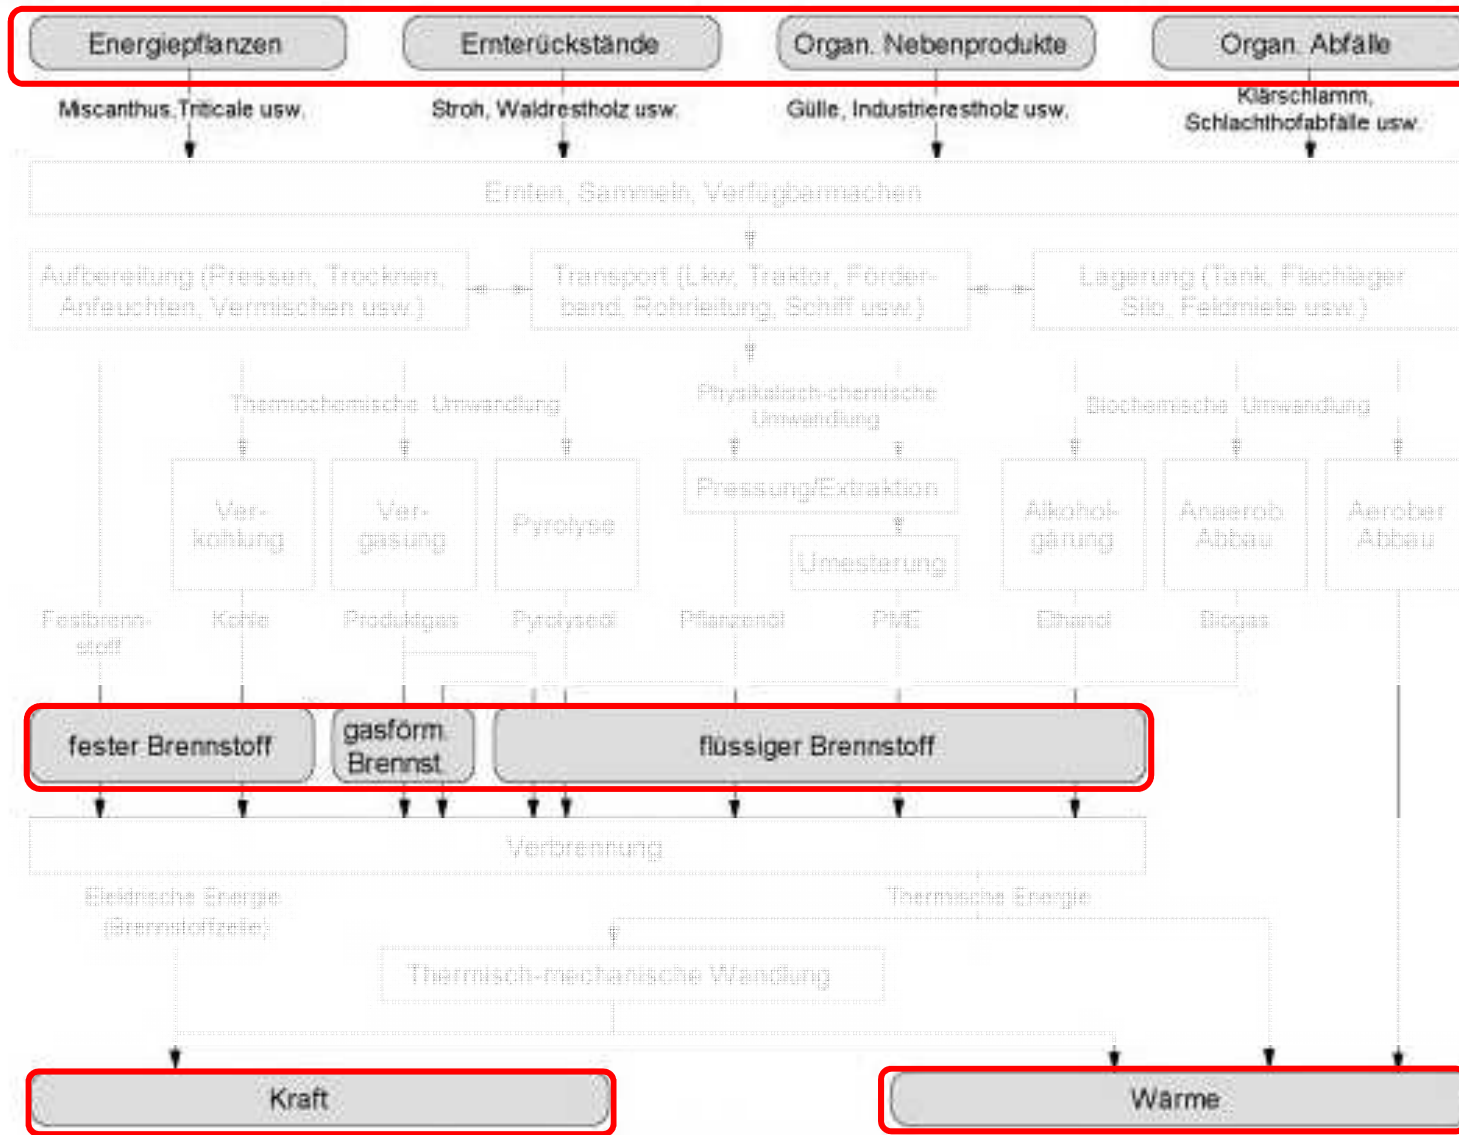 Energiepflanzen
Ernterückstände
Organ. Nebenprodukte
Organ. Abfälle
Miscanthus,Triticale usw.
Stroh, Waldrestholz usw.
Gülle, Industrierestholz usw.
Klärschlamm,
Schlachthofabfälle usw.
Ernten, Sammeln, Verfügbarmachen
Aufbereitung (Pressen, Trocknen,
Anfeuchten, Vermischen usw.)
Transport (Lkw, Traktor, Förder-
band, Rohrleitung, Schiff usw.)
Lagerung (Tank, Flachlager
Silo, Feldmiete usw.)
Thermochemische Umwandlung
Physikalisch-chemische
Umwandlung
Biochemische Umwandlung
Ver-
kohlung
Ver-
gasung
Pyrolyse
Pressung/Extraktion
Umesterung
Alkohol-
gärung
Anaerob.
Abbau
Aerober
Abbau
Festbrenn-
stoff
Kohle
Produktgas
Pyrolyseöl
Pflanzenöl
PME
Ethanol
Biogas
fester Brennstoff
gasförm.
Brennst.
flüssiger Brennstoff
Verbrennung
Elektrische Energie
(Brennstoffzelle)
Thermische Energie
Thermisch-mechanische Wandlung
Kraft
Wärme